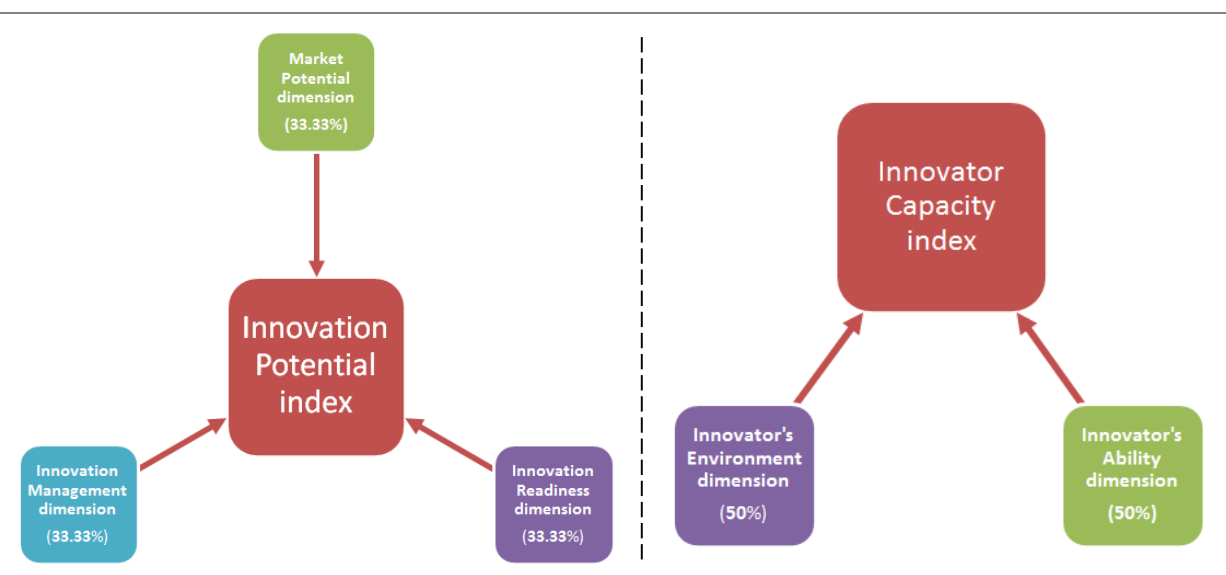 Market
Potential
dimension
(33.33%)
Innovation
Potential
index
Innovation
Management
dimension
(33.33%)
Innovation
Readiness
dimension
(33.33%)
Innovator
Capacity
index
Innovator's
Environment
dimension
(50%)
Innovator's
Ability
dimension
(50%)